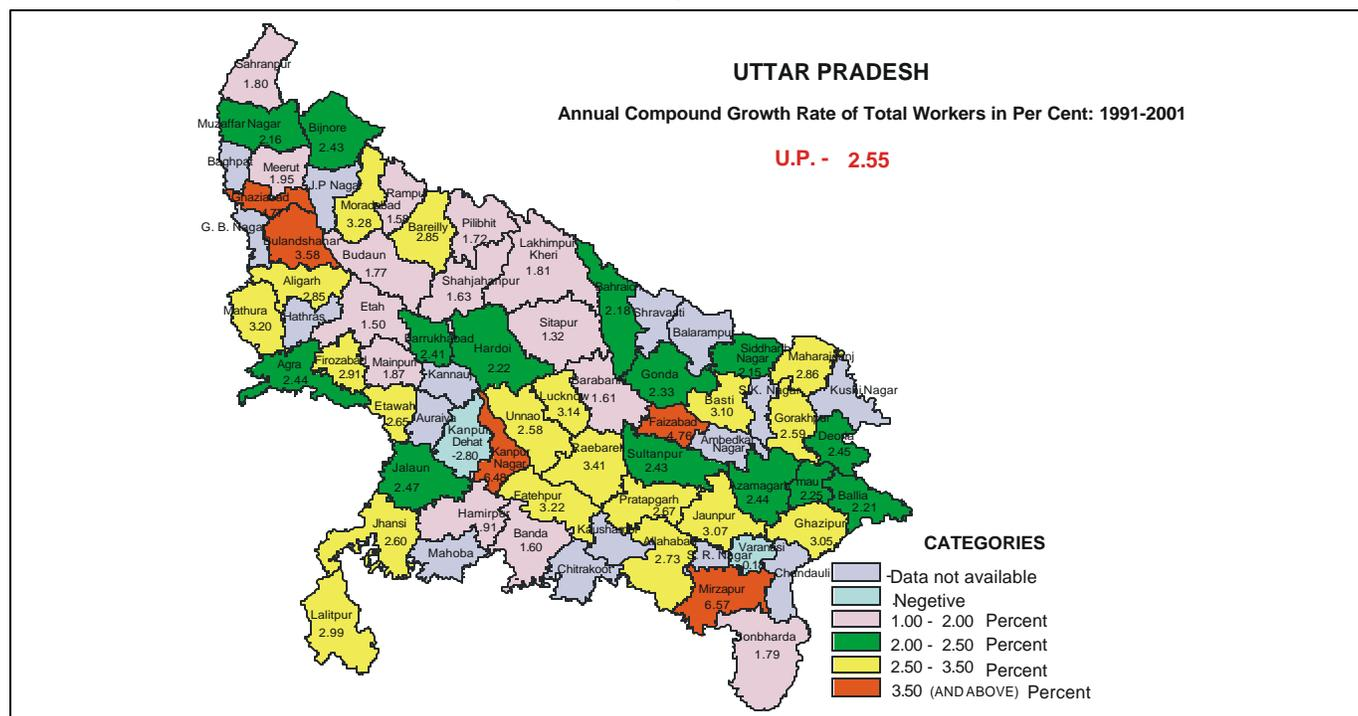 UTTAR PRADESH
Annual Compound Growth Rate of Total Workers in Per Cent: 1991-2001
U.P. - 2.55
Sahranpur
1.80
Muzaffar Nagar
2.16
Bijnore
2.43
Baghpat
Meerut
1.95
J.P Nagar
Ghaziabad
Moradabad
3.28
Rampur
1.58
Bareilly
2.85
Pilibhit
1.72
G. B. Nagar
Bulandshahar
3.58
Budaun
1.77
Lakhimpur
Kheri
1.81
Shahjahanpur
1.63
Aligarh
2.85
Mathura
3.20
Hathras
Etah
1.50
Bahraich
2.18
Shravasti
Balarampur
Sitapur
1.32
Farrukhabad
2.41
Hardoi
2.22
Agra
2.44
Firozabad
2.91
Mainpuri
1.87
Kannauj
Siddharth
Nagar
2.15
Maharajganj
2.86
Gonda
2.33
Kushi Nagar
Barabanki
1.61
Basti
3.10
S.K. Nagar
Etawah
2.65
Auraiya
Lucknow
3.14
Unnao
2.58
Gorakhpur
2.59
Faizabad
4.76
Kanpur
Dehat
-2.80
Ambedkar
Nagar
Deoria
2.45
Kanpur
Nagar
6.48
Raebareli
3.41
Sultanpur
2.43
Jalaun
2.47
Azamagarh
2.44
mau
2.25
Ballia
2.21
Fatehpur
3.22
Pratapgarh
2.67
Jaunpur
3.07
Ghazipur
3.05
Jhansi
2.60
Hamirpur
1.91
Banda
1.60
Kaushambi
Allahabad
2.73
S. R. Nagar
Varanasi
Chandauli
Mahoba
Chitrakoot
Mirzapur
6.57
Lalitpur
2.99
Sonbharda
1.79
CATEGORIES
-Data not available
Negetive
1.00 - 2.00 Percent
2.00 - 2.50 Percent
2.50 - 3.50 Percent
3.50 (AND ABOVE) Percent